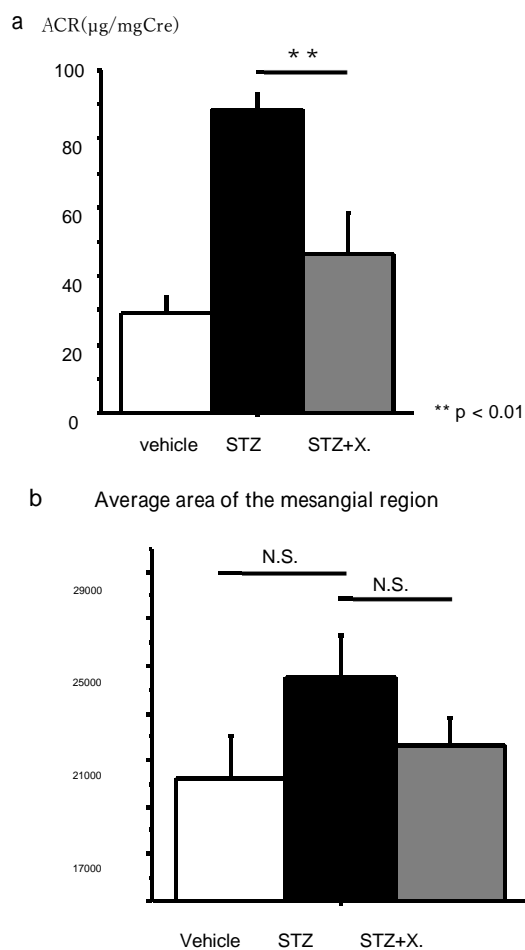 a ACR(μg/mgCre)
* *
100
80
60
40
20
0
** p < 0.01
vehicle STZ STZ+X.
b Average area of the mesangial region
N.S.
N.S.
29000
25000
21000
17000
Vehicle STZ STZ+X.